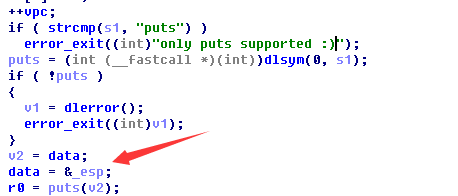 ++vpc;
if ( strcmp(s1, "puts") )
error_exit((int)"only puts supported :)");
puts = (int (__fastcall *)(int))dlsym(0, s1);
if ( !puts )
{
v1 = dlerror();
error_exit((int)v1);
}
v2 = data;
data = &_esp;
r0 = puts(v2);